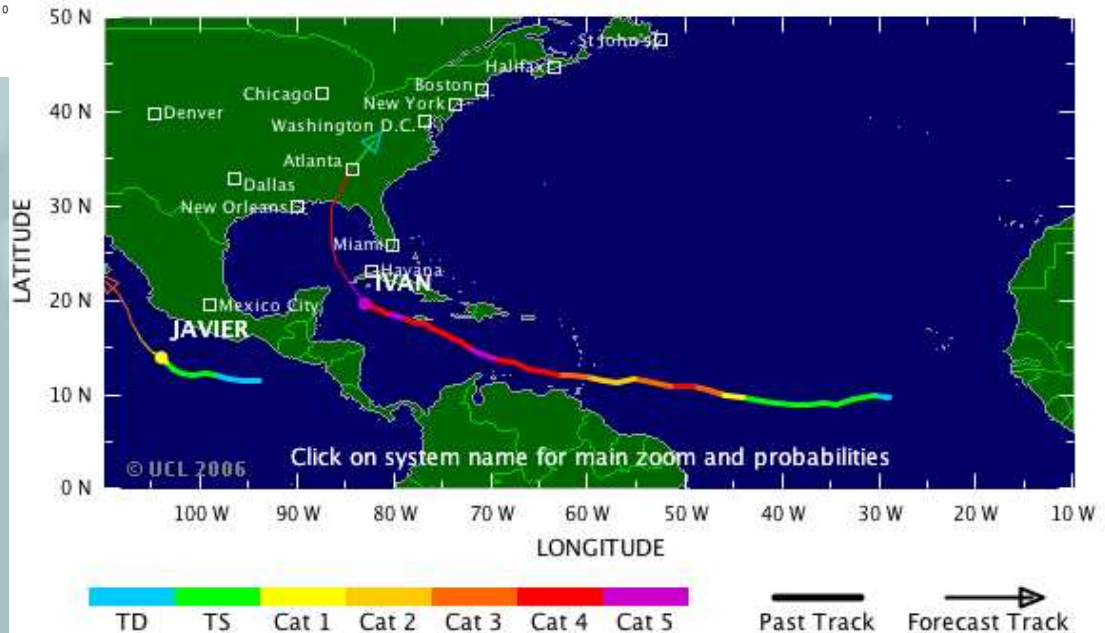 0
50 N
40 N
30 N
20 N
10 N
0 N
LATITUDE
St John's
Halifax
Boston
Chicago
New York
Denver
Washington D.C.
Atlanta
Dallas
New Orleans
Miami
Havana
IVAN
Mexico City
JAVIER
Click on system name for main zoom and probabilities
© UCL 2006
100 W 90 W 80 W 70 W 60 W 50 W 40 W 30 W 20 W 10 W
LONGITUDE
TD TS Cat 1 Cat 2 Cat 3 Cat 4 Cat 5 Past Track Forecast Track